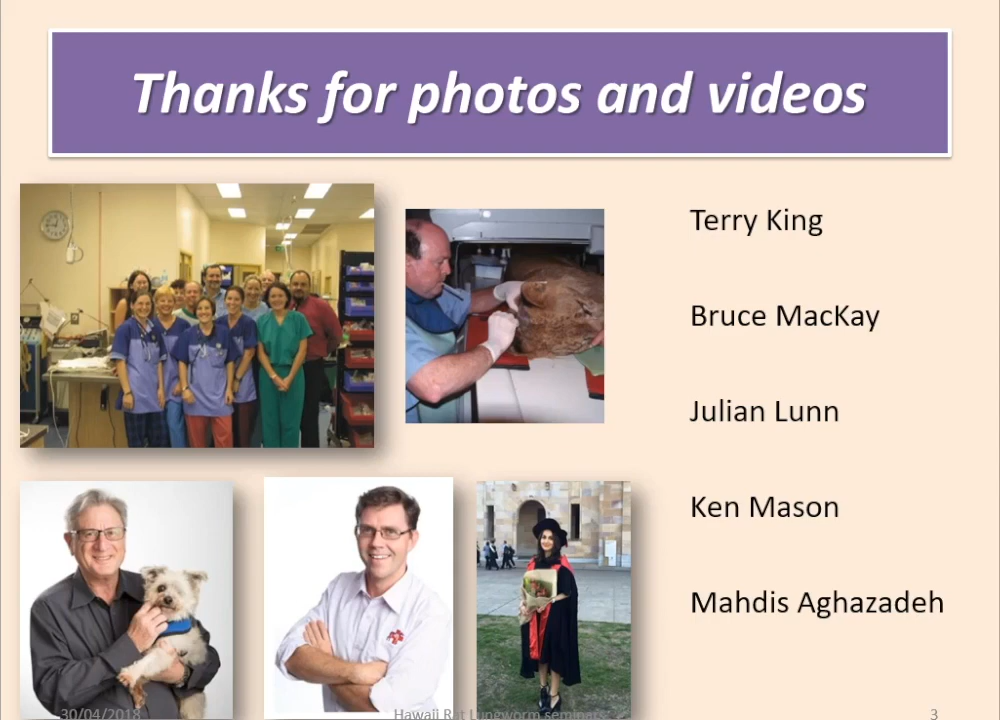 Thanks for photos and videos
Terry King
Bruce MacKay
Julian Lunn
Ken Mason
Mahdis Aghazadeh
30/04/2018
Hawaii Rat Lungworm seminars
3